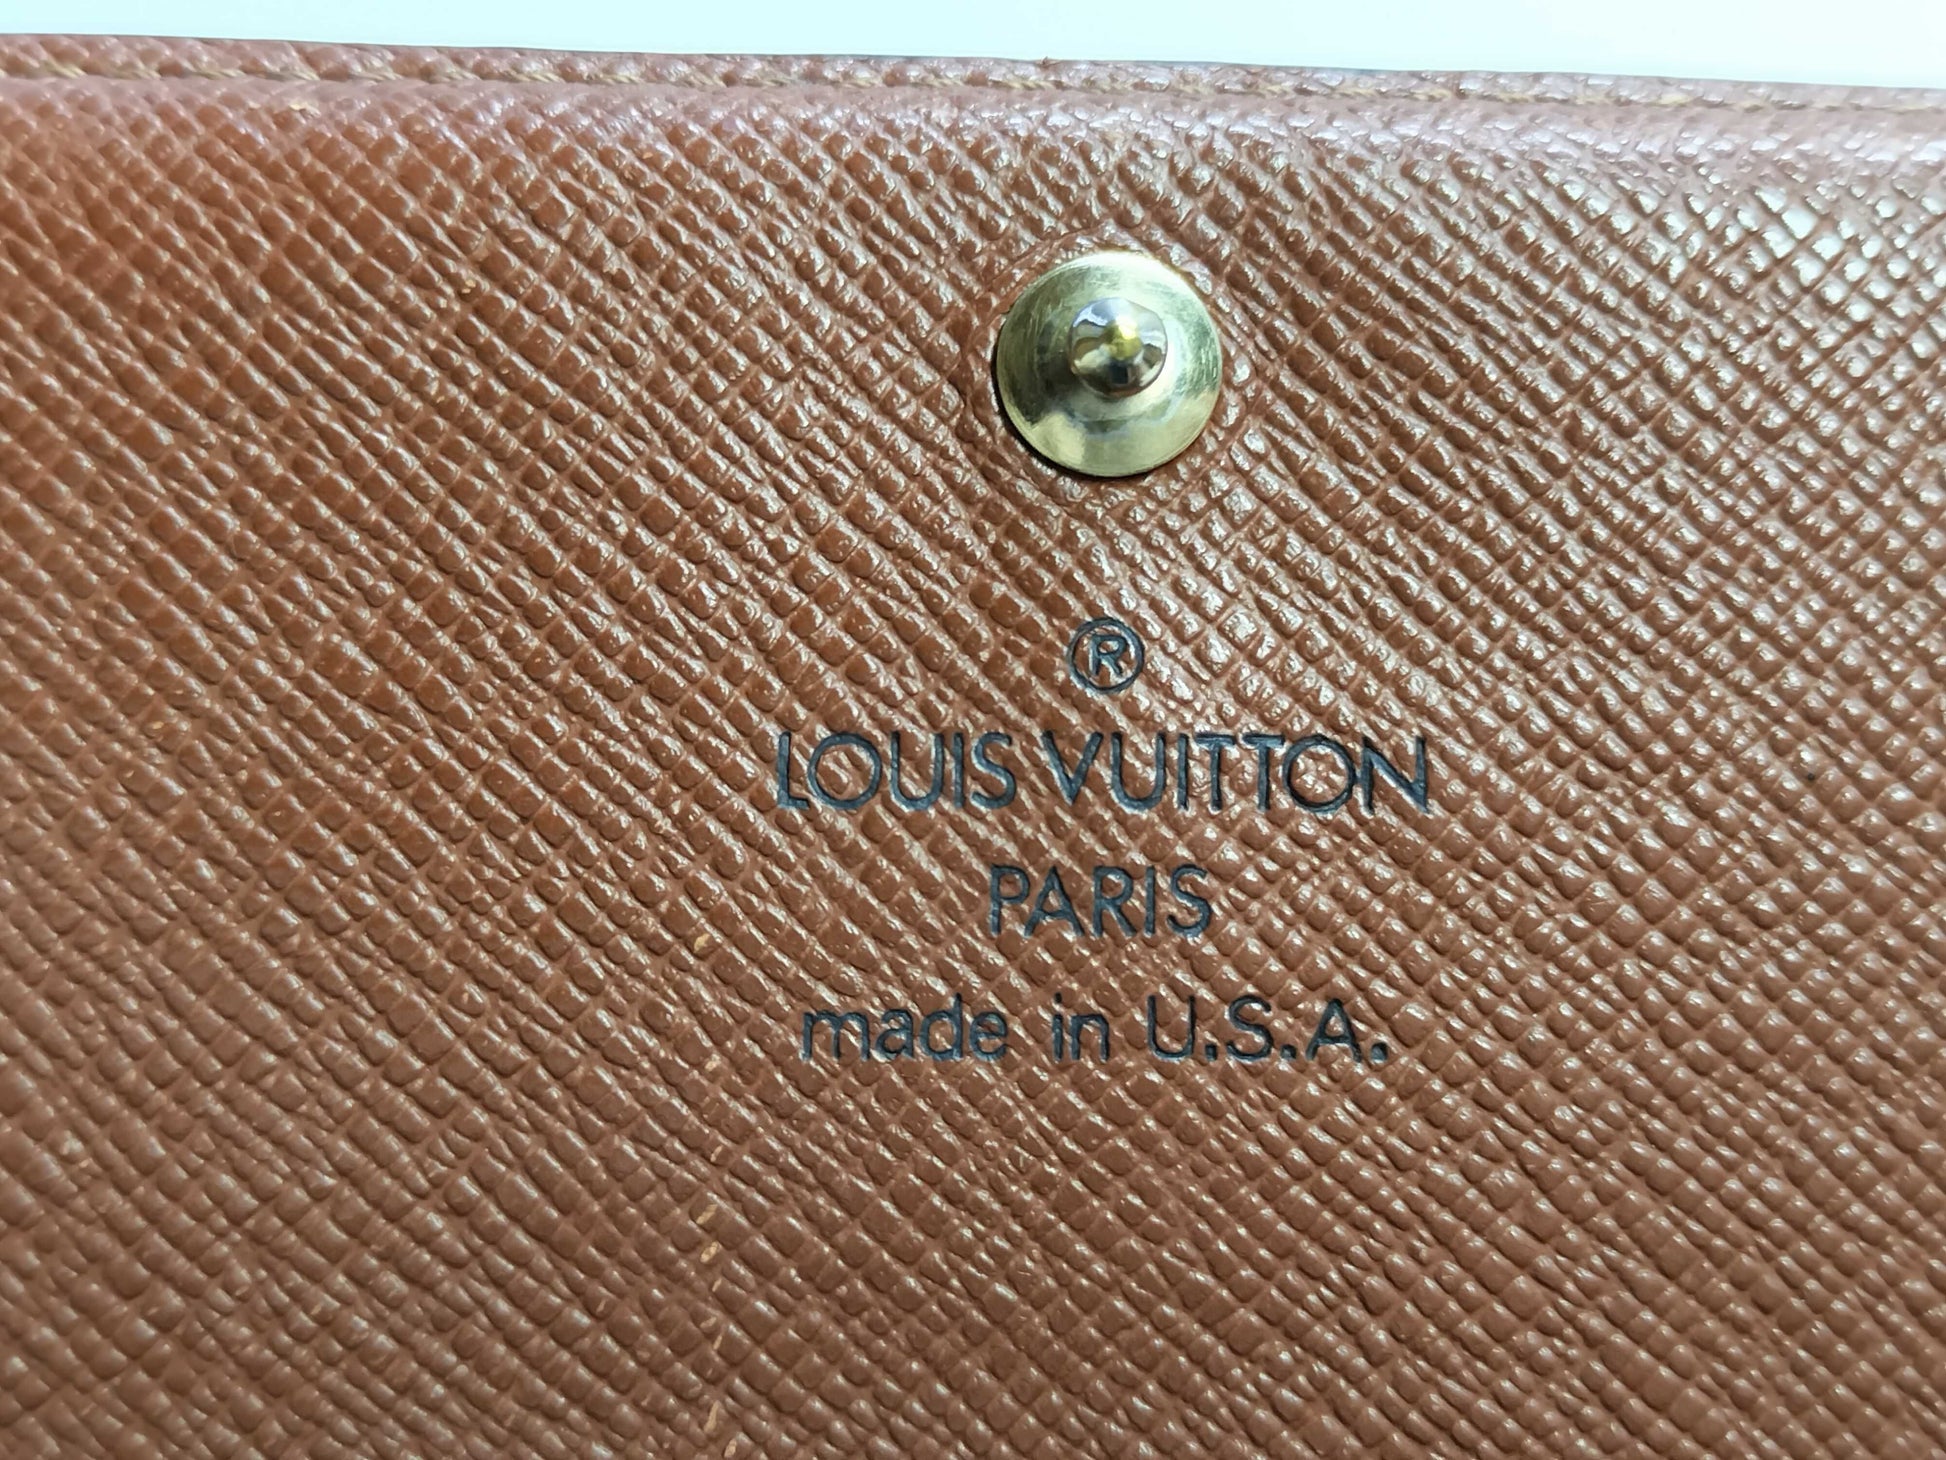 ®
LOUIS VUITTON
PARIS
made in U.S.A.